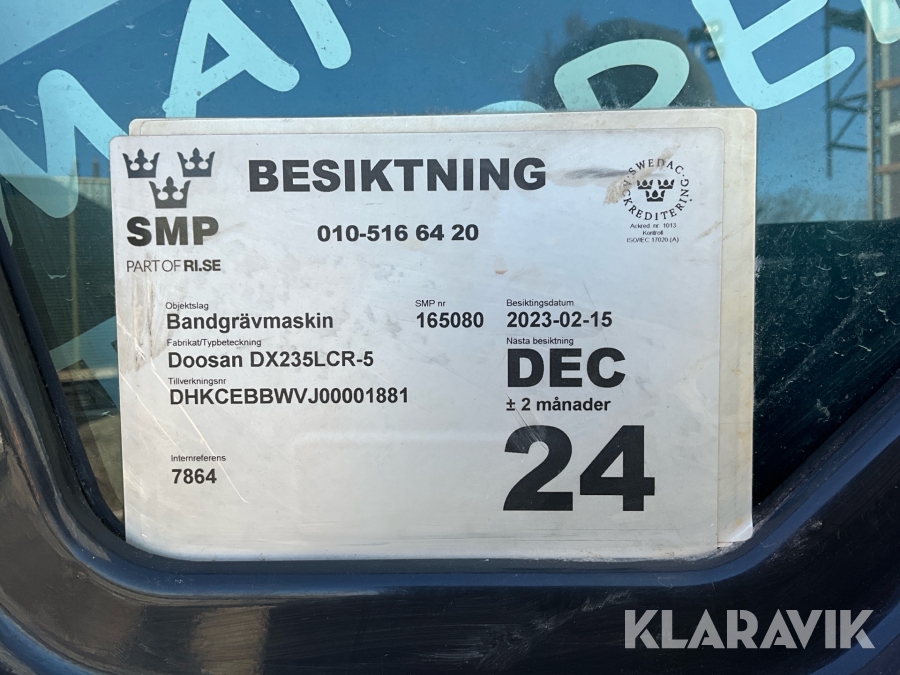 BESIKTNING
SMP
PART OF RI.SE
010-516 64 20
SWEDAC
ACKREDITERING
Ackred. nr. 1013
Kontroll
ISO/IEC 17020 (A)
Objektslag
Bandgrävmaskin
SMP nr
165080
Besiktingsdatum
2023-02-15
Fabrikat/Typbeteckning
Doosan DX235LCR-5
Nästa besiktning
DEC
± 2 månader
24
Tillverkningsnr
DHKCEBBWVJ00001881
Internreferens
7864
KLARAVIK